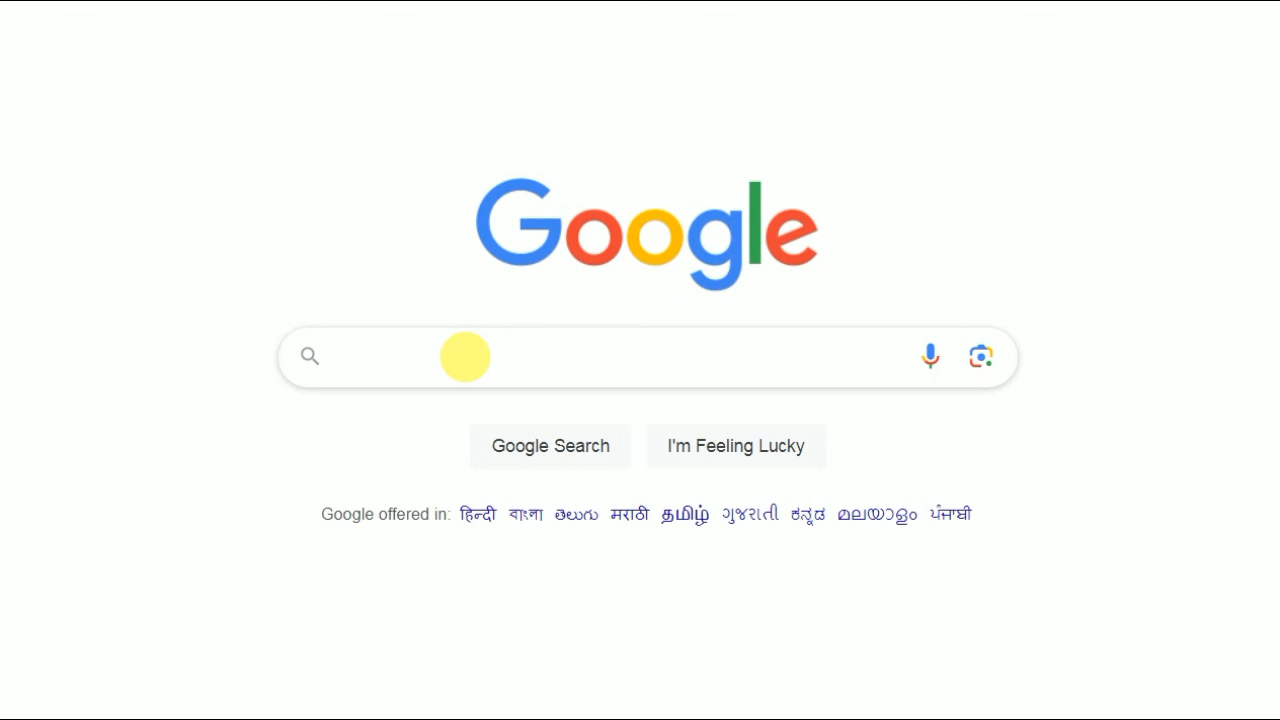 Google
Google Search
I'm Feeling Lucky
Google offered in: हिन्दी বাংলা తెలుగు मराठी தமிழ் ગુજરાતી ಕನ್ನಡ മലയാളം ਪੰਜਾਬੀ